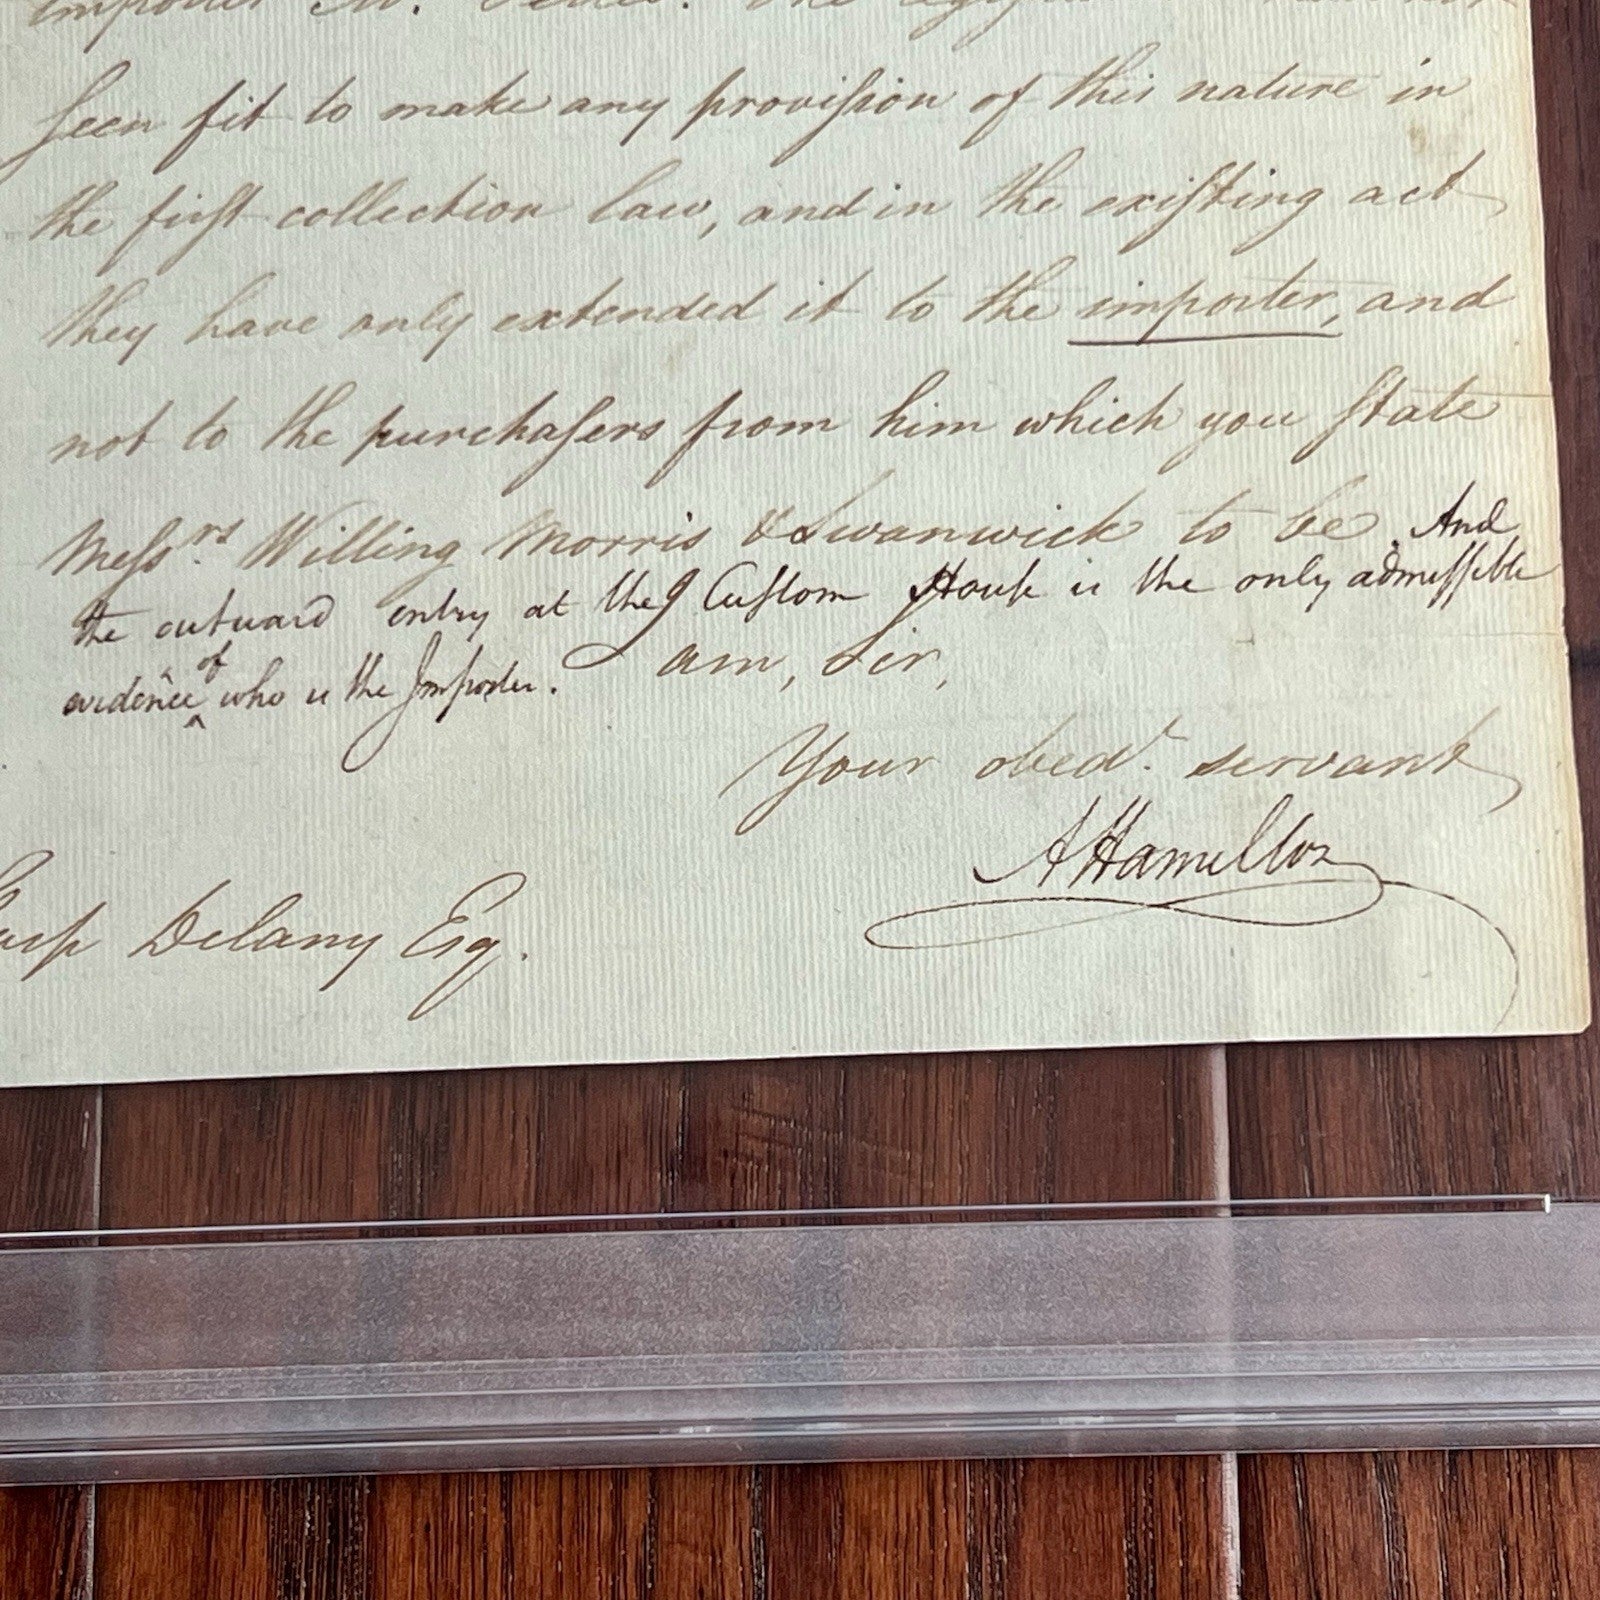 seen fit to make any provision of this nature in
the first collection law, and in the existing act
they have only extended it to the importer, and
not to the purchasers from him which you state
Messrs. Willing Morris & Swanwick to be. And
the outward entry at the Custom House is the only admissible
evidence of who is the Importer.
I am, Sir,
Your obedt. servant
A Hamilton
Delany Esq.